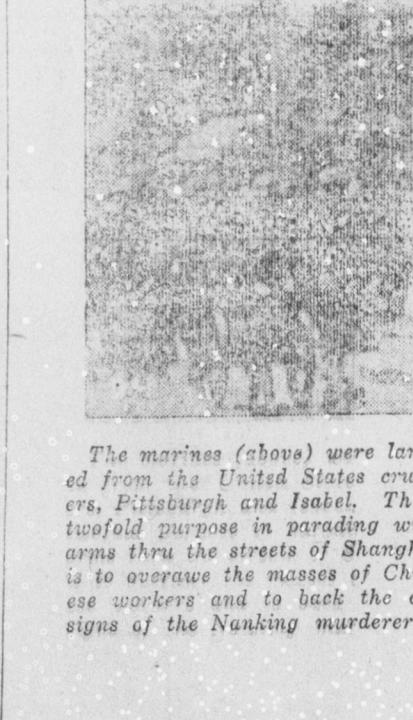 The marines (above) were lan
ed from the United States cru
ers, Pittsburgh and Isabel. Th
twofold purpose in parading w
arms thru the streets of Shangh
is to overawe the masses of Ch
ese workers and to back the
signs of the Nanking murderer